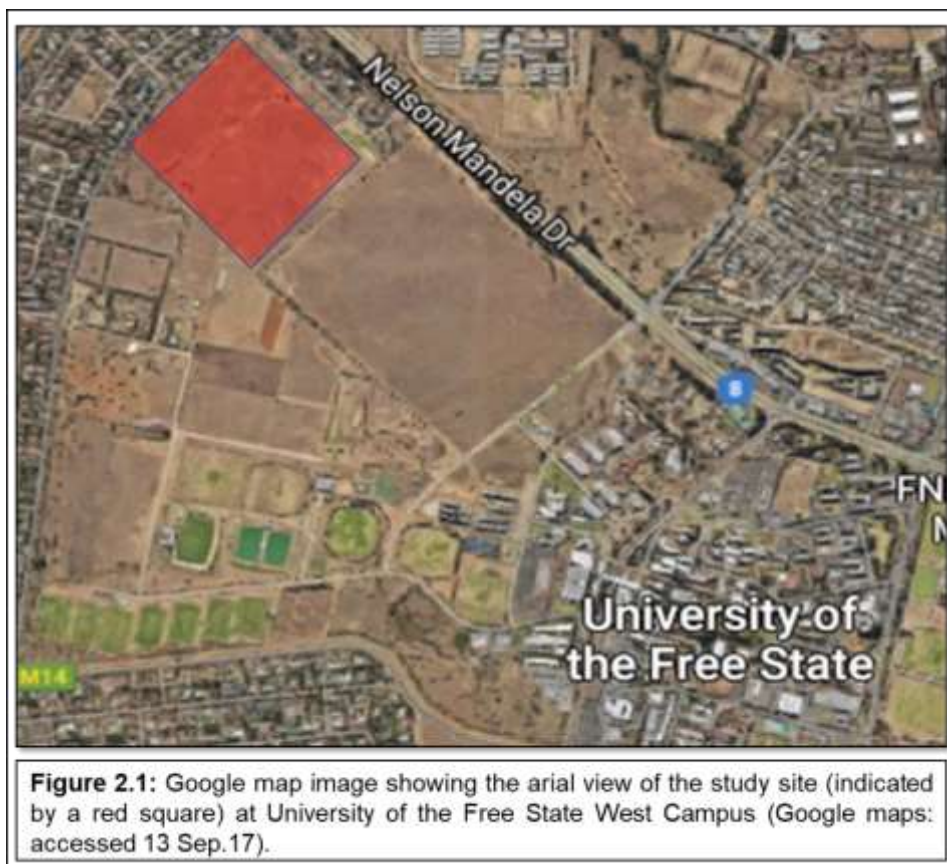 Nelson Mandela Dr
8
FN
M14
University of
the Free State
Figure 2.1: Google map image showing the arial view of the study site (indicated
by a red square) at University of the Free State West Campus (Google maps:
accessed 13 Sep.17).